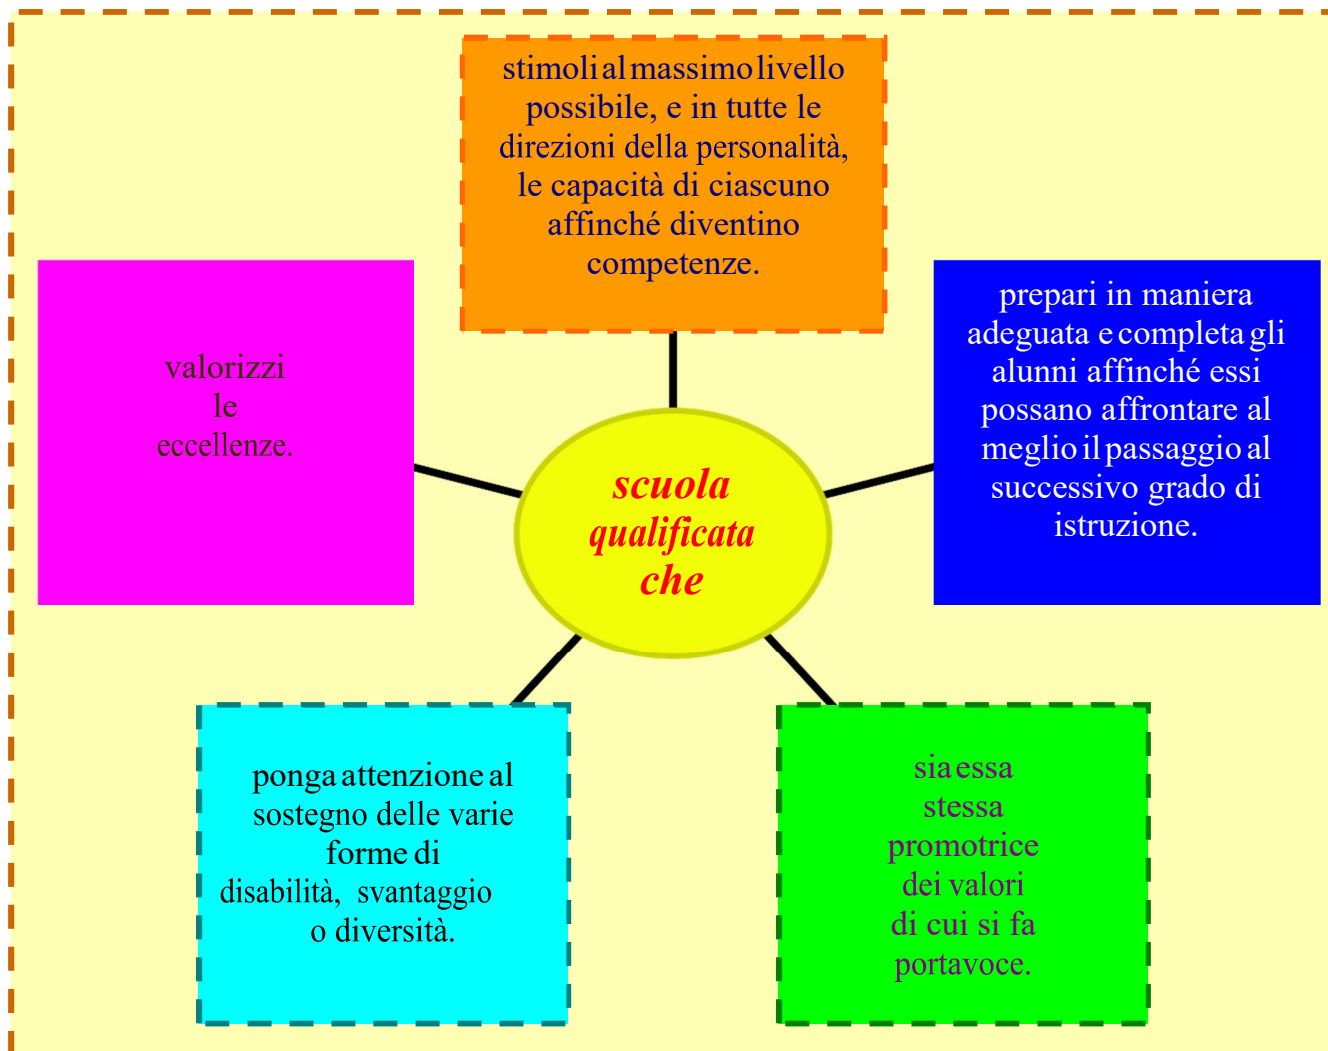 stimoli al massimo livello
possibile, e in tutte le
direzioni della personalità,
le capacità di ciascuno
affinché diventino
competenze.
valorizzi
le
eccellenze.
prepari in maniera
adeguata e completa gli
alunni affinché essi
possano affrontare al
meglio il passaggio al
successivo grado di
istruzione.
scuola
qualificata
che
ponga attenzione al
sostegno delle varie
forme di
disabilità, svantaggio
o diversità.
sia essa
stessa
promotrice
dei valori
di cui si fa
portavoce.